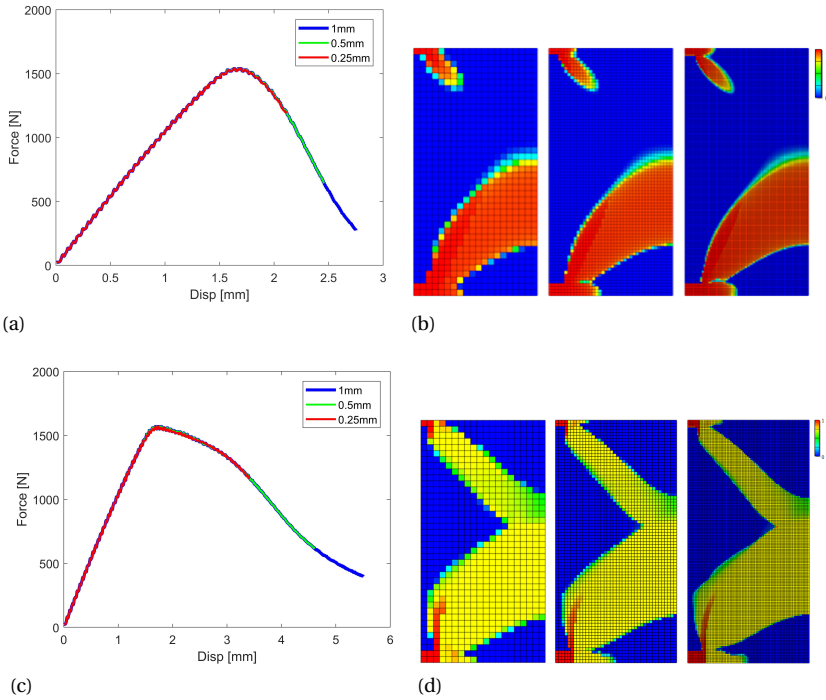 2000
1500
1000
500
0
Force [N]
0 0.5 1 1.5 2 2.5 3
Disp [mm]
1mm
0.5mm
0.25mm
(a)
(b)
2000
1500
1000
500
0
Force [N]
0 1 2 3 4 5 6
Disp [mm]
1mm
0.5mm
0.25mm
(c)
(d)